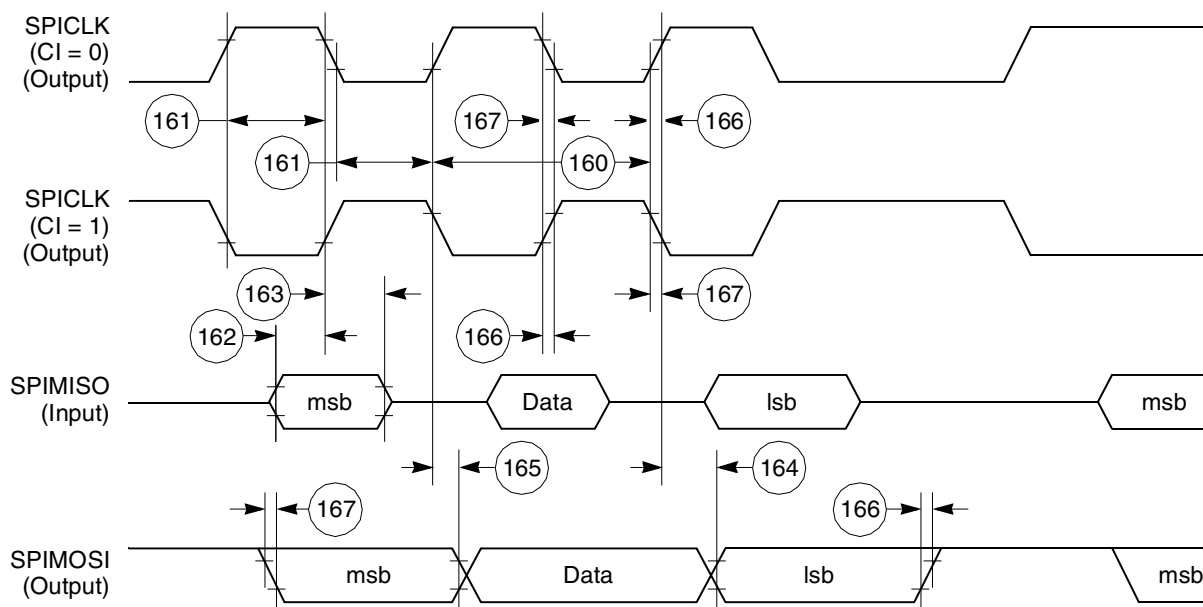 SPICLK
(CI = 0)
(Output)
161
167
166
161
160
SPICLK
(CI = 1)
(Output)
163
167
162
166
SPIMISO
(Input)
msb
Data
lsb
msb
165
164
167
166
SPIMOSI
(Output)
msb
Data
lsb
msb